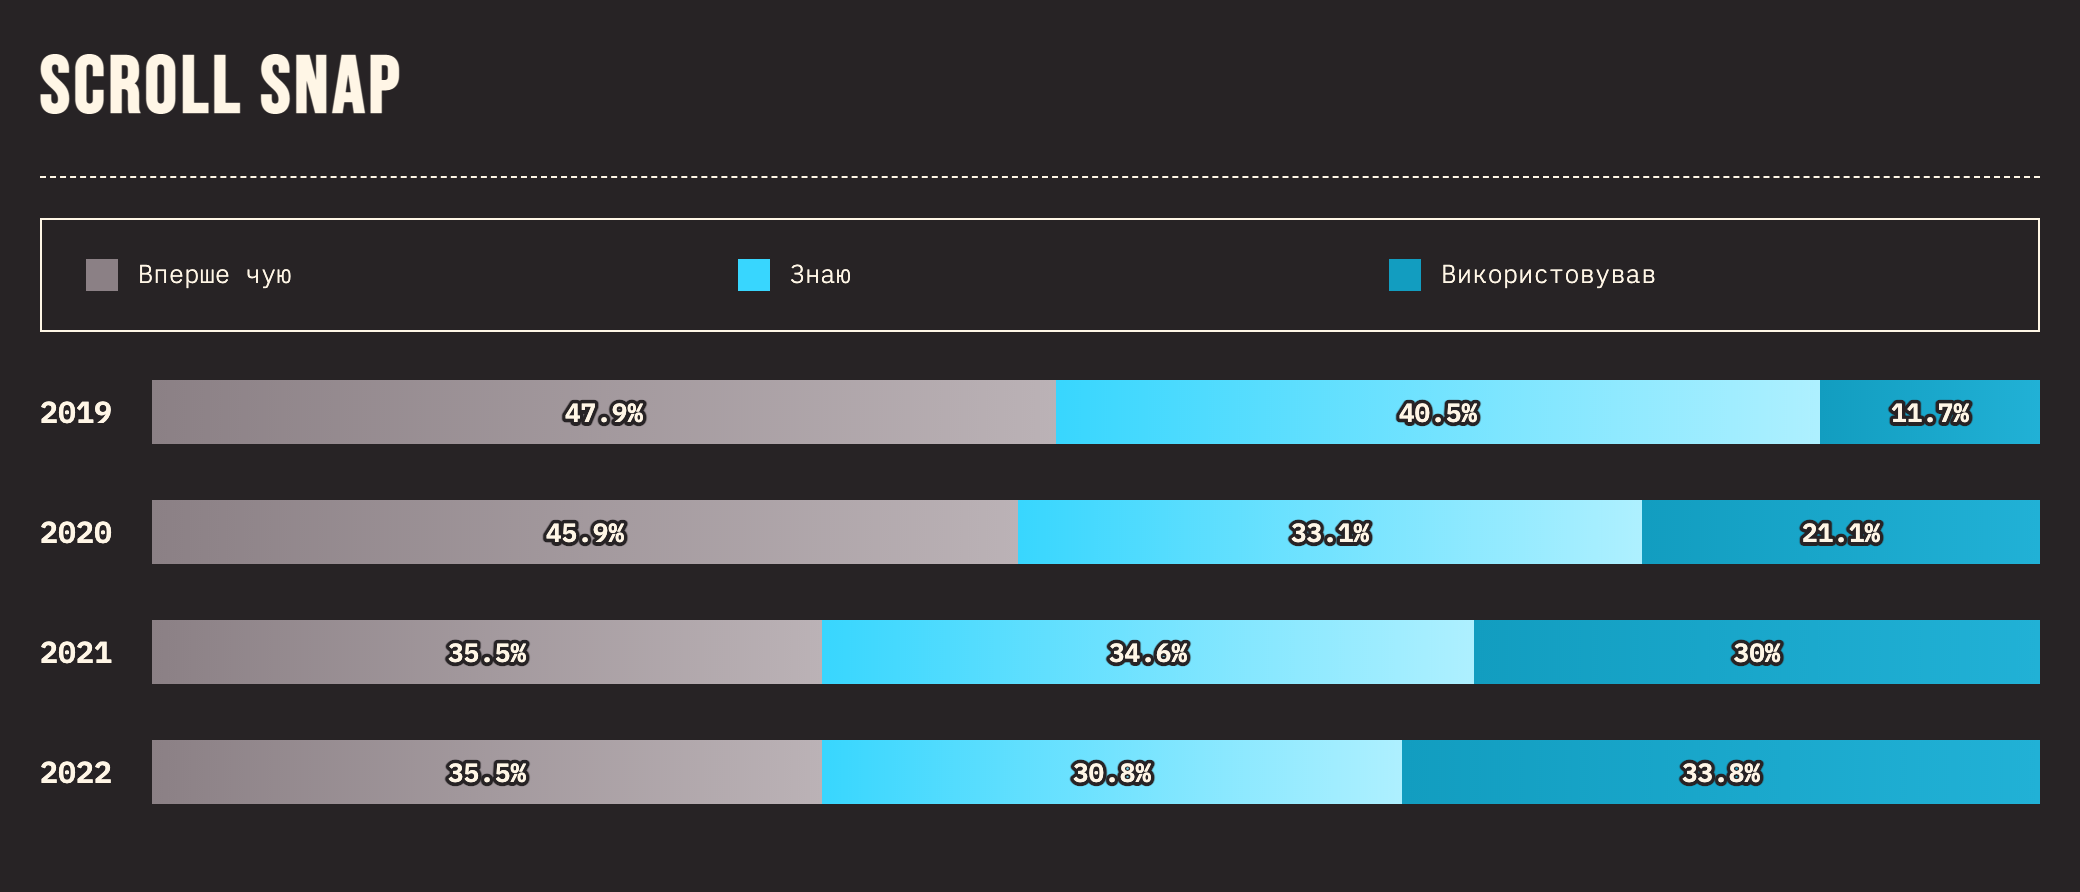 SCROLL SNAP
Вперше чую Знаю Використовував
2019 47.9% 40.5% 11.7%
2020 45.9% 33.1% 21.1%
2021 35.5% 34.6% 30%
2022 35.5% 30.8% 33.8%